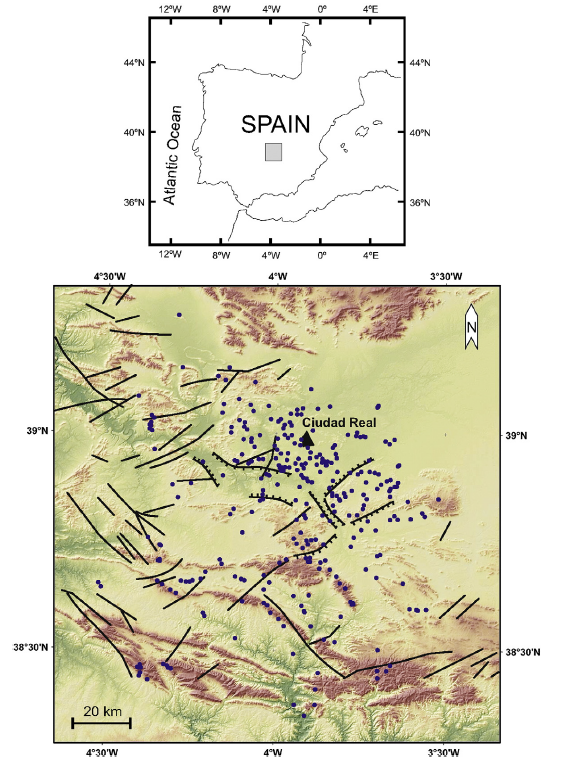 12°W 8°W 4°W 0° 4°E
44°N 44°N
Atlantic Ocean
SPAIN
40°N 40°N
36°N 36°N
12°W 8°W 4°W 0° 4°E
4°30'W 4°W 3°30'W
N
Ciudad Real
39°N 39°N
38°30'N 38°30'N
20 km
4°30'W 4°W 3°30'W